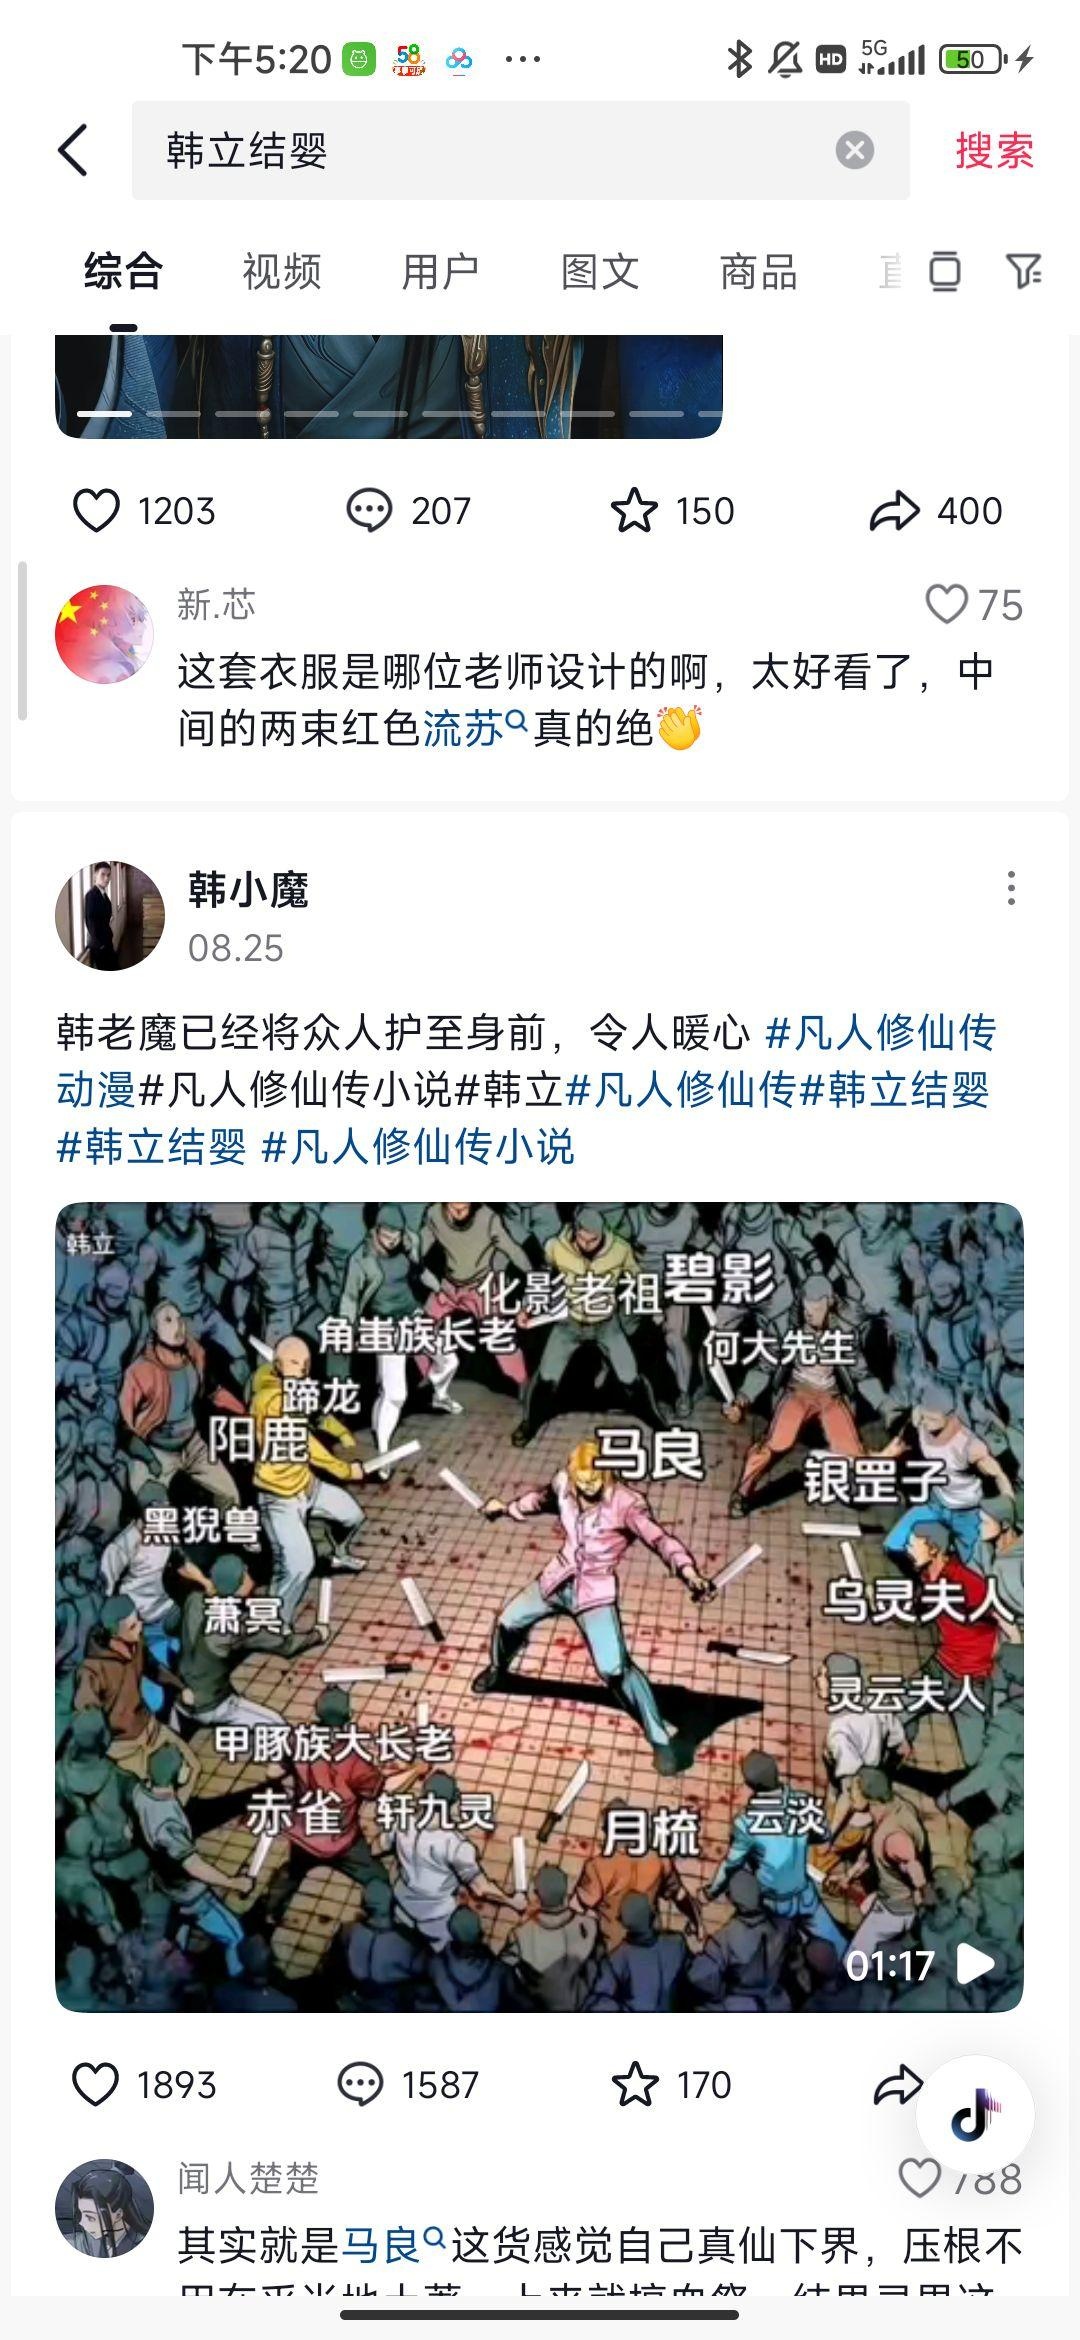 下午5:20
58
HD
5G
50
韩立结婴
搜索
综合
视频
用户
图文
商品
1203
207
150
400
新.芯
75
这套衣服是哪位老师设计的啊，太好看了，中
间的两束红色流苏真的绝👏
韩小魔
08.25
韩老魔已经将众人护至身前，令人暖心 #凡人修仙传
动漫#凡人修仙传小说#韩立#凡人修仙传#韩立结婴
#韩立结婴 #凡人修仙传小说
韩立
化影老祖
碧影
角蚩族长老
何大先生
蹄龙
阳鹿
马良
银罡子
黑猊兽
萧冥
乌灵夫人
灵云夫人
甲豚族大长老
赤雀
轩九灵
月梳
云淡
01:17
1893
1587
170
闻人楚楚
788
其实就是马良这货感觉自己真仙下界，压根不